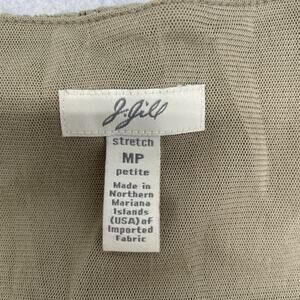 J.Jill
stretch
MP
petite
Made in
Northern
Mariana
Islands
(USA) of
Imported
Fabric